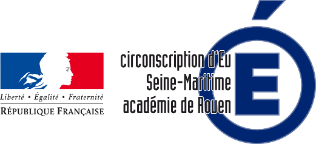 Liberté • Égalité • Fraternité
RÉPUBLIQUE FRANÇAISE
circonscription d'Eu
Seine-Maritime
académie de Rouen
É